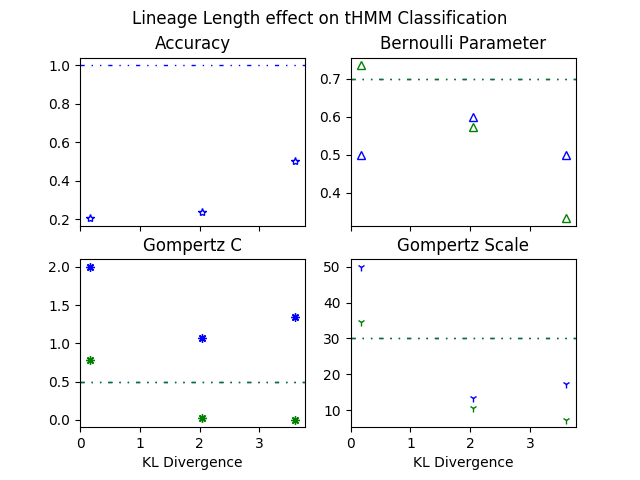 Lineage Length effect on tHMM Classification
Accuracy
Bernoulli Parameter
1.0
0.8
0.6
0.4
0.2
0.7
0.6
0.5
0.4
Gompertz C
Gompertz Scale
2.0
1.5
1.0
0.5
0.0
50
40
30
20
10
0 1 2 3
0 1 2 3
KL Divergence
KL Divergence